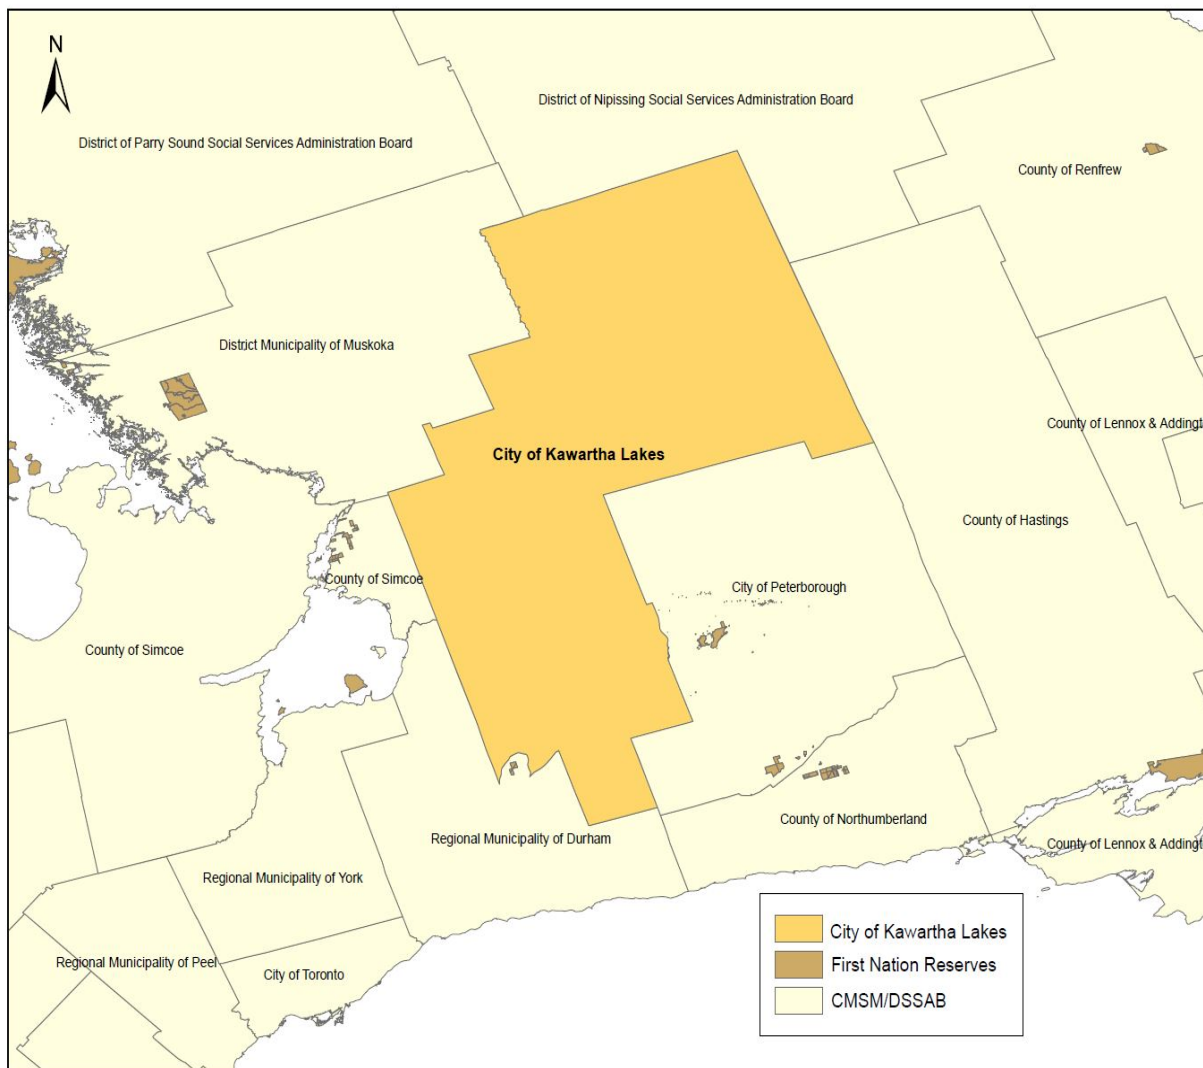 N
District of Nipissing Social Services Administration Board
District of Parry Sound Social Services Administration Board
County of Renfrew
District Municipality of Muskoka
County of Lennox & Addingt
City of Kawartha Lakes
County of Hastings
County of Simcoe
City of Peterborough
County of Simcoe
County of Northumberland
Regional Municipality of Durham
County of Lennox & Addingt
Regional Municipality of York
Regional Municipality of Peel
City of Toronto
City of Kawartha Lakes
First Nation Reserves
CMSM/DSSAB